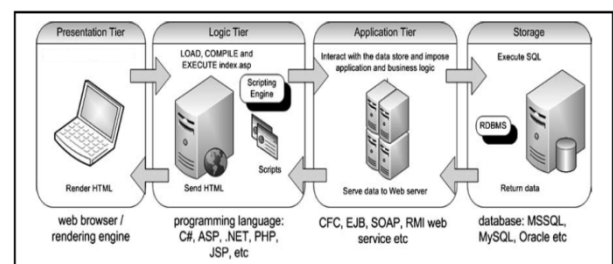 Presentation Tier
Render HTML
web browser /
rendering engine
Logic Tier
LOAD, COMPILE and
EXECUTE index.asp
Scripting
Engine
Scripts
Send HTML
programming language:
C#, ASP, .NET, PHP,
JSP, etc
Application Tier
Interact with the data store and impose
application and business logic
Serve data to Web server
CFC, EJB, SOAP, RMI web
service etc
Storage
Execute SQL
RDBMS
Return data
database: MSSQL,
MySQL, Oracle etc